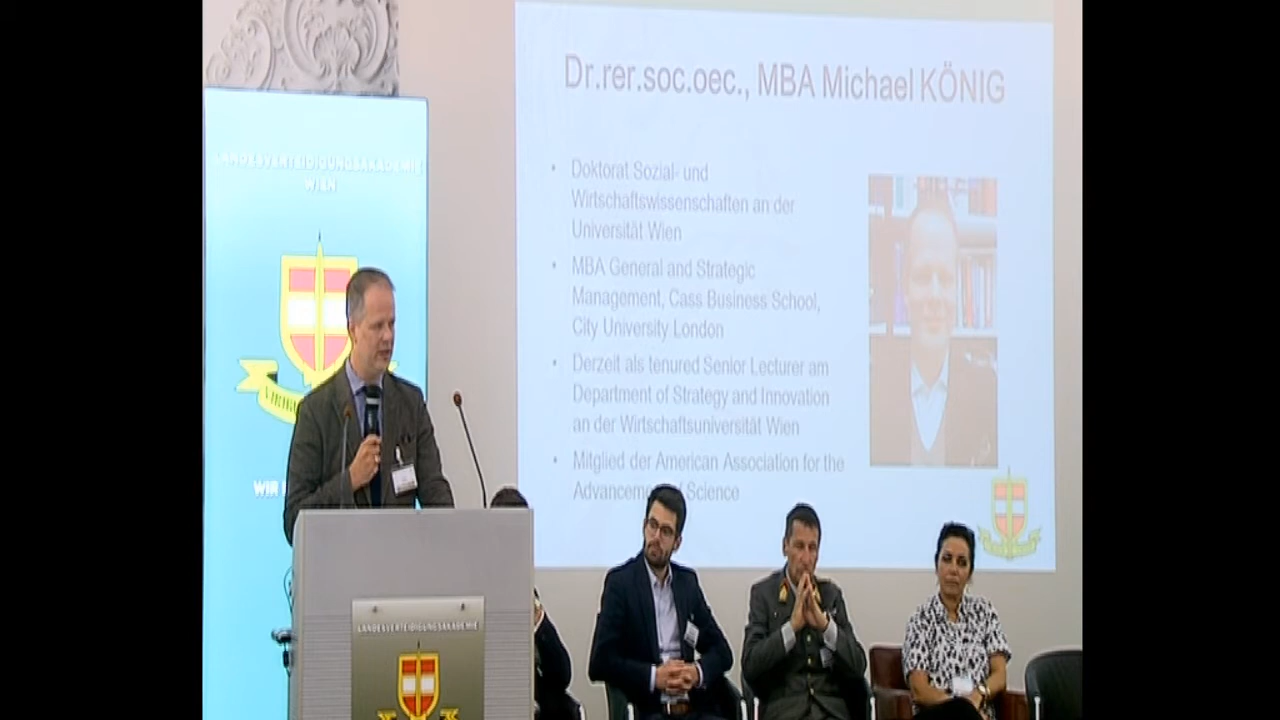 Dr.rer.soc.oec., MBA Michael KÖNIG
LANDESVERTEIDIGUNGSAKADEMIE
WIEN
• Doktorat Sozial- und
Wirtschaftswissenschaften an der
Universität Wien
• MBA General and Strategic
Management, Cass Business School,
City University London
• Derzeit als tenured Senior Lecturer am
Department of Strategy and Innovation
an der Wirtschaftsuniversität Wien
• Mitglied der American Association for the
Science
WIR
LANDESVERTEIDIGUNGSAKADEMIE